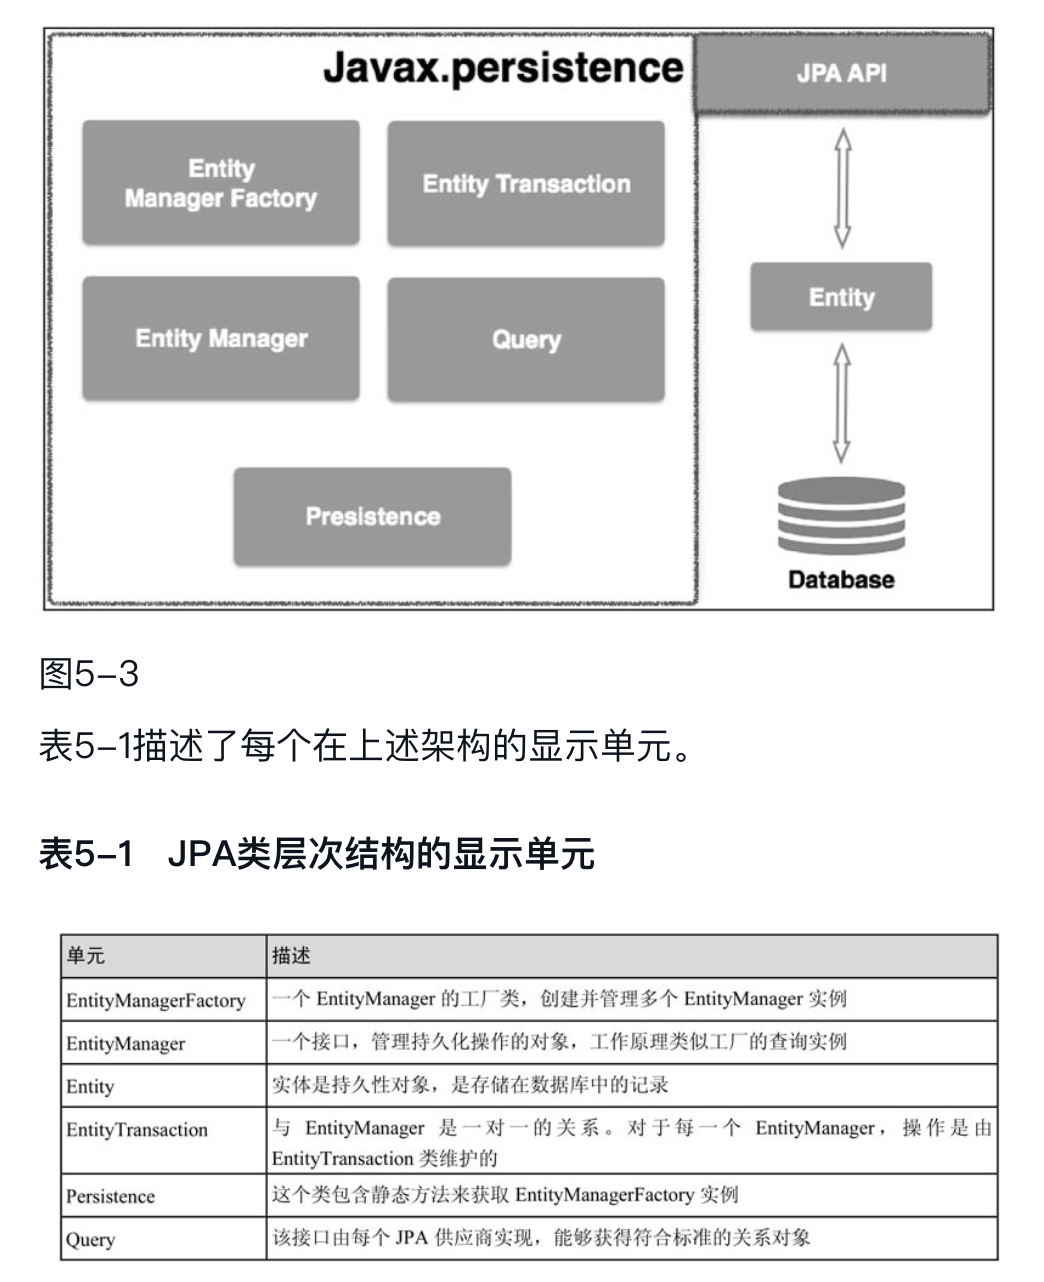 Javax.persistence
JPA API
Entity
Manager Factory
Entity Transaction
Entity Manager
Query
Entity
Presistence
Database
图5-3
表5-1描述了每个在上述架构的显示单元。
表5-1 JPA类层次结构的显示单元
单元 描述
EntityManagerFactory 一个 EntityManager 的工厂类，创建并管理多个 EntityManager 实例
EntityManager 一个接口，管理持久化操作的对象，工作原理类似工厂的查询实例
Entity 实体是持久性对象，是存储在数据库中的记录
EntityTransaction 与 EntityManager 是一对一的关系。对于每一个 EntityManager，操作是由
EntityTransaction 类维护的
Persistence 这个类包含静态方法来获取 EntityManagerFactory 实例
Query 该接口由每个 JPA 供应商实现，能够获得符合标准的关系对象